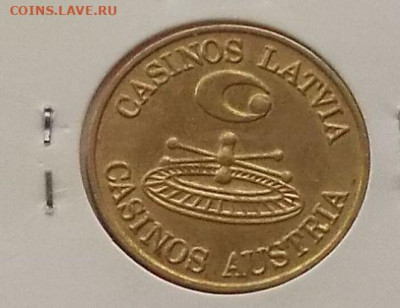 COINS.LAVE.RU
CASINOS LATVIA
CASINOS AUSTRIA